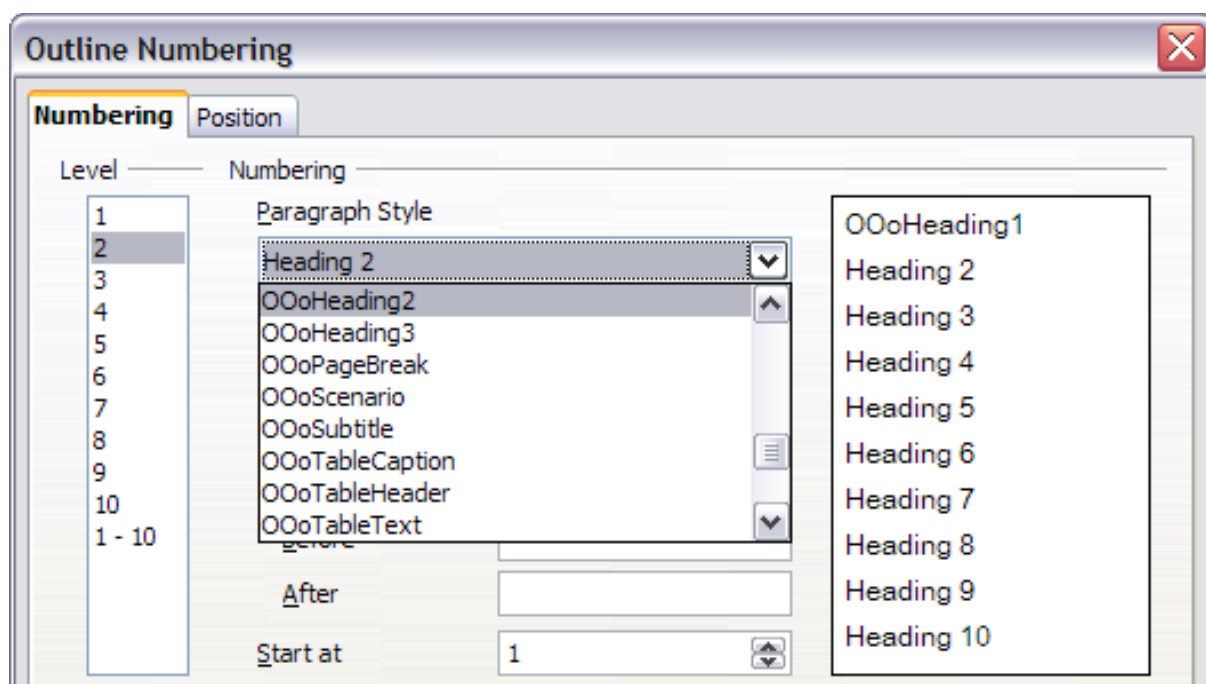 Outline Numbering
Numbering Position
Level Numbering
Paragraph Style
1
2
3
4
5
6
7
8
9
10
1 - 10
Heading 2
OOoHeading2
OOoHeading3
OOoPageBreak
OOoScenario
OOoSubtitle
OOoTableCaption
OOoTableHeader
OOoTableText
Before
After
Start at 1
OOoHeading1
Heading 2
Heading 3
Heading 4
Heading 5
Heading 6
Heading 7
Heading 8
Heading 9
Heading 10